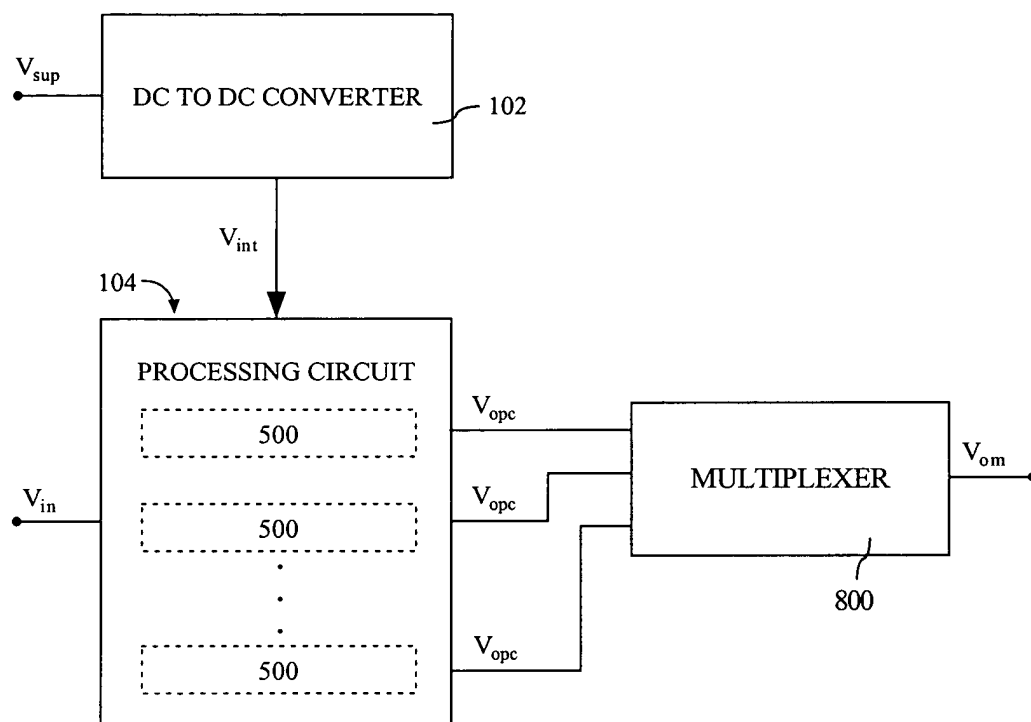 V_sup
DC TO DC CONVERTER
102
V_int
104
PROCESSING CIRCUIT
500
V_opc
V_om
MULTIPLEXER
V_in
500
V_opc
800
500
V_opc